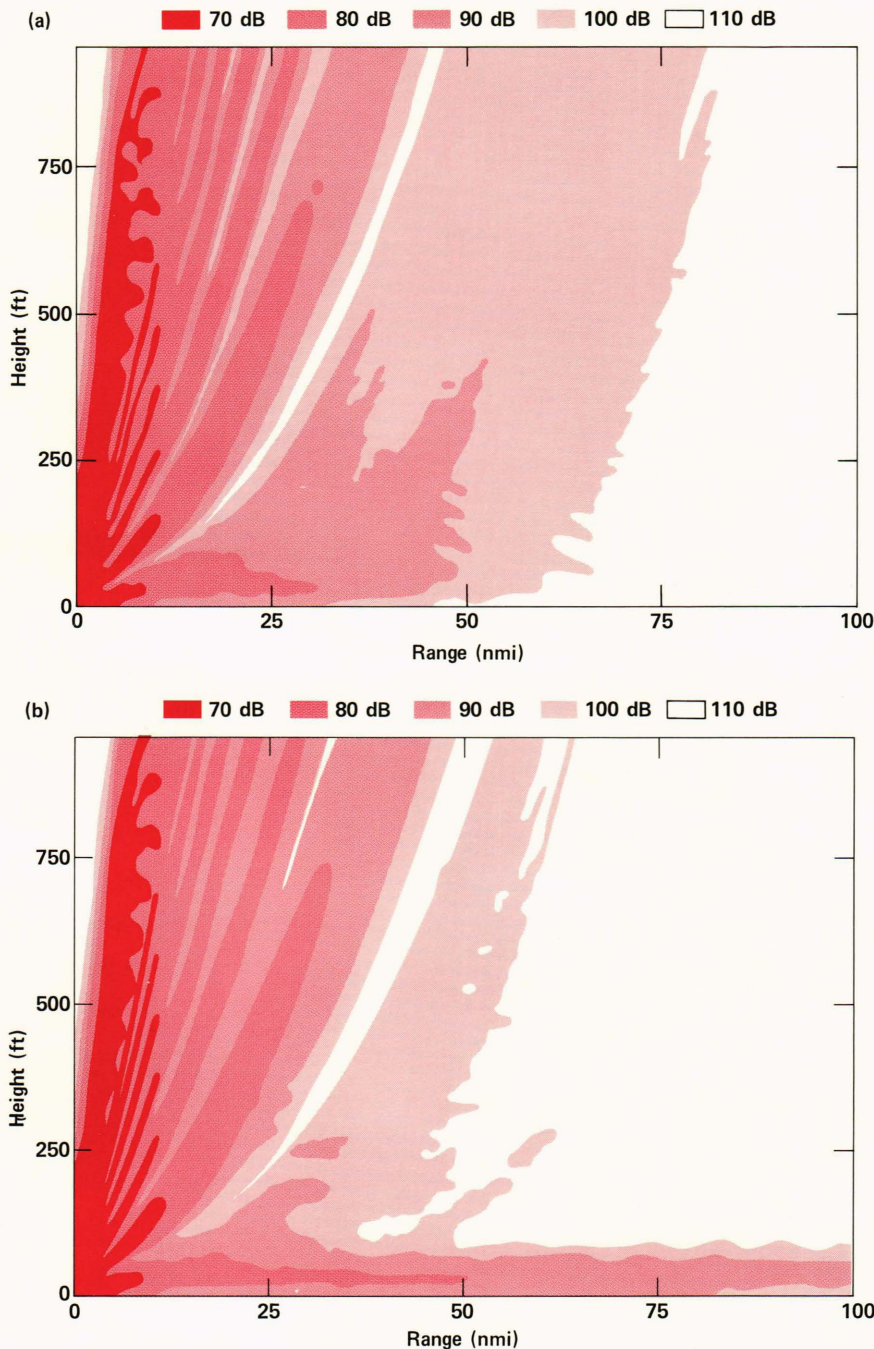 (a) 70 dB 80 dB 90 dB 100 dB 110 dB
750
500
250
0
Height (ft)
0 25 50 75 100
Range (nmi)
(b) 70 dB 80 dB 90 dB 100 dB 110 dB
750
500
250
0
Height (ft)
0 25 50 75 100
Range (nmi)